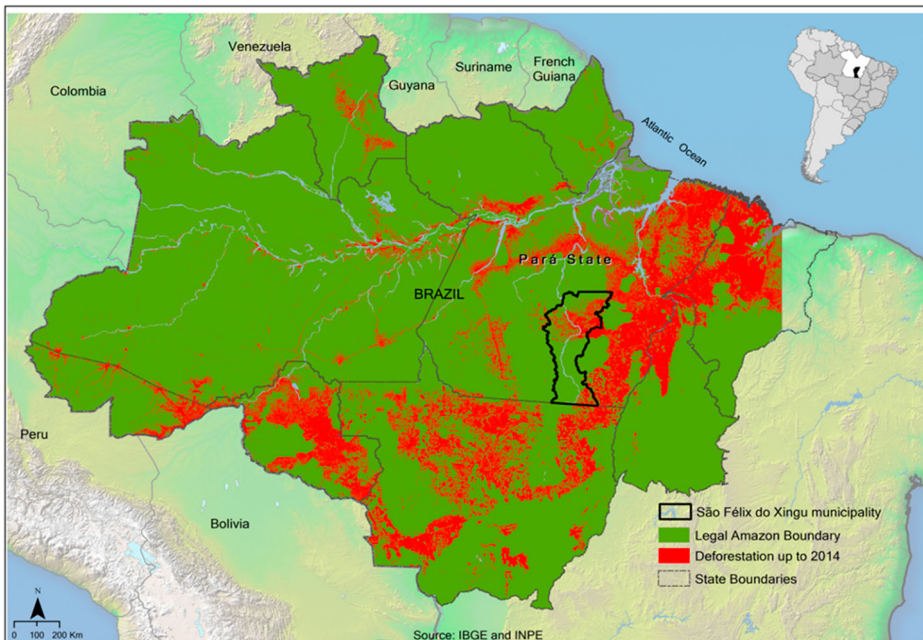 Venezuela
Suriname
French
Guiana
Guyana
Colombia
Atlantic Ocean
Pará State
BRAZIL
Peru
Bolivia
São Félix do Xingu municipality
Legal Amazon Boundary
Deforestation up to 2014
State Boundaries
N
0 100 200 Km
Source: IBGE and INPE